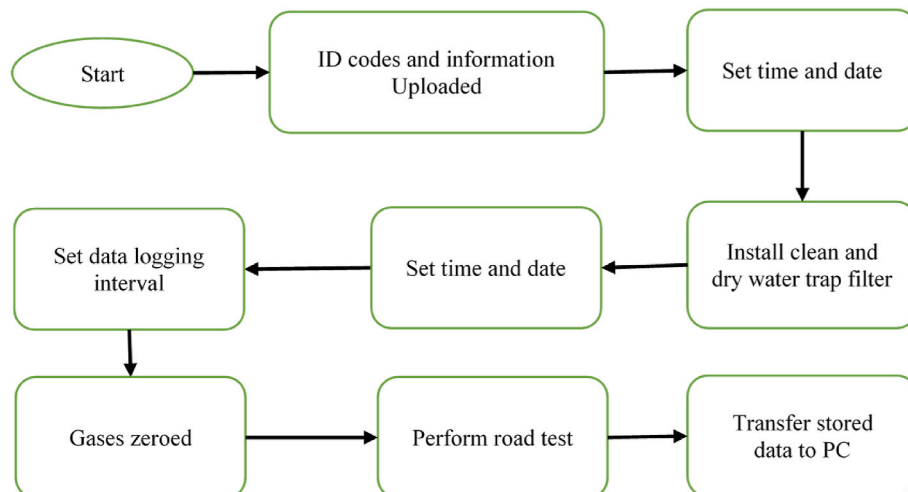 Start
ID codes and information
Uploaded
Set time and date
Install clean and
dry water trap filter
Set time and date
Set data logging
interval
Gases zeroed
Perform road test
Transfer stored
data to PC